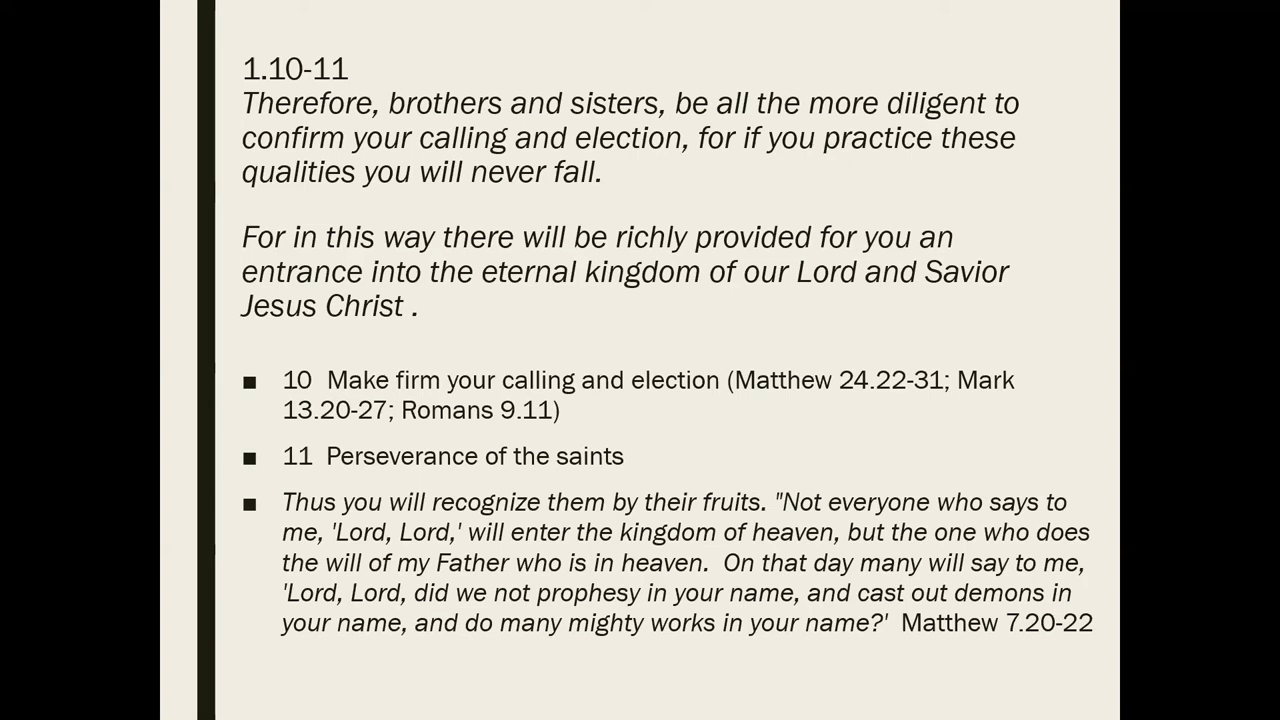 1.10-11
Therefore, brothers and sisters, be all the more diligent to
confirm your calling and election, for if you practice these
qualities you will never fall.
For in this way there will be richly provided for you an
entrance into the eternal kingdom of our Lord and Savior
Jesus Christ .
■ 10 Make firm your calling and election (Matthew 24.22-31; Mark
13.20-27; Romans 9.11)
■ 11 Perseverance of the saints
■ Thus you will recognize them by their fruits. "Not everyone who says to
me, 'Lord, Lord,' will enter the kingdom of heaven, but the one who does
the will of my Father who is in heaven. On that day many will say to me,
'Lord, Lord, did we not prophesy in your name, and cast out demons in
your name, and do many mighty works in your name?' Matthew 7.20-22